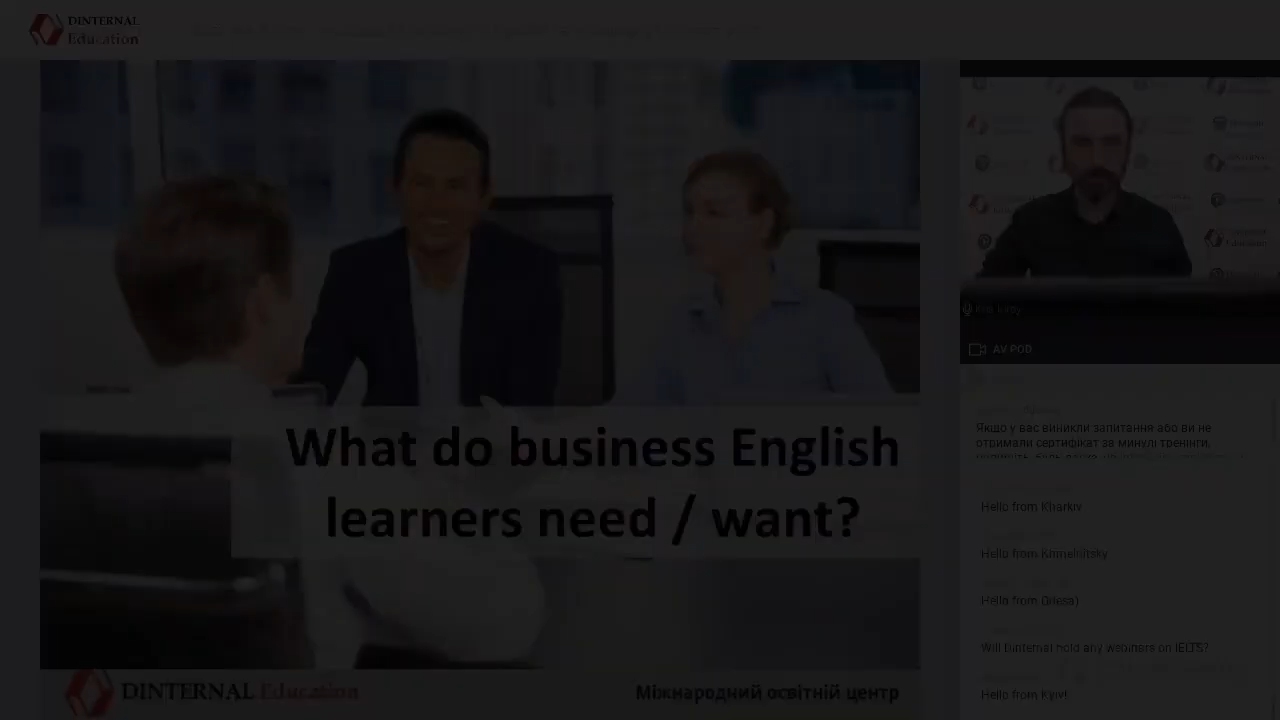 DINTERNAL
Education
What do business English
learners need / want?
DINTERNAL Education
Міжнародний освітній центр
AV POD
Якщо у вас виникли запитання або ви не
отримали сертифікат за минулі тренінги,
Hello from Kharkiv
Hello from Khmelnitsky
Hello from Odesa)
Will Dinternal hold any webinars on IELTS?
Hello from Kyiv!